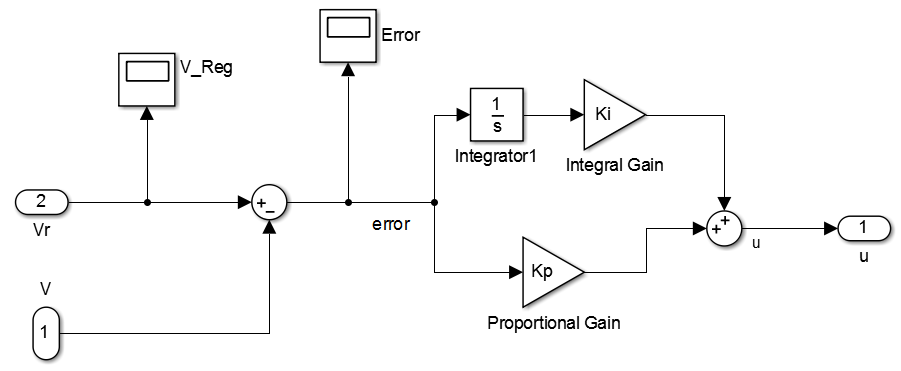 Error
V_Reg
1
s
Ki
Integrator1
Integral Gain
2
Vr
+
−
error
+
+
u
1
u
Kp
Proportional Gain
V
1